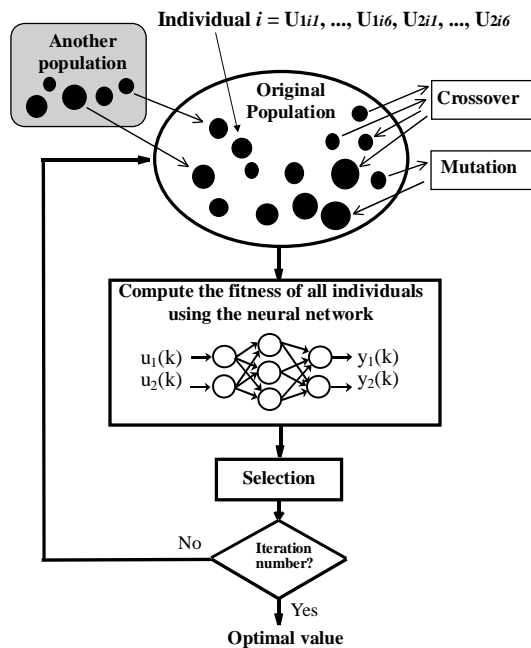 Individual i = U1i1, ..., U1i6, U2i1, ..., U2i6
Another
population
Original
Population
Crossover
Mutation
Compute the fitness of all individuals
using the neural network
u1(k)
y1(k)
u2(k)
y2(k)
Selection
No
Iteration
number?
Yes
Optimal value